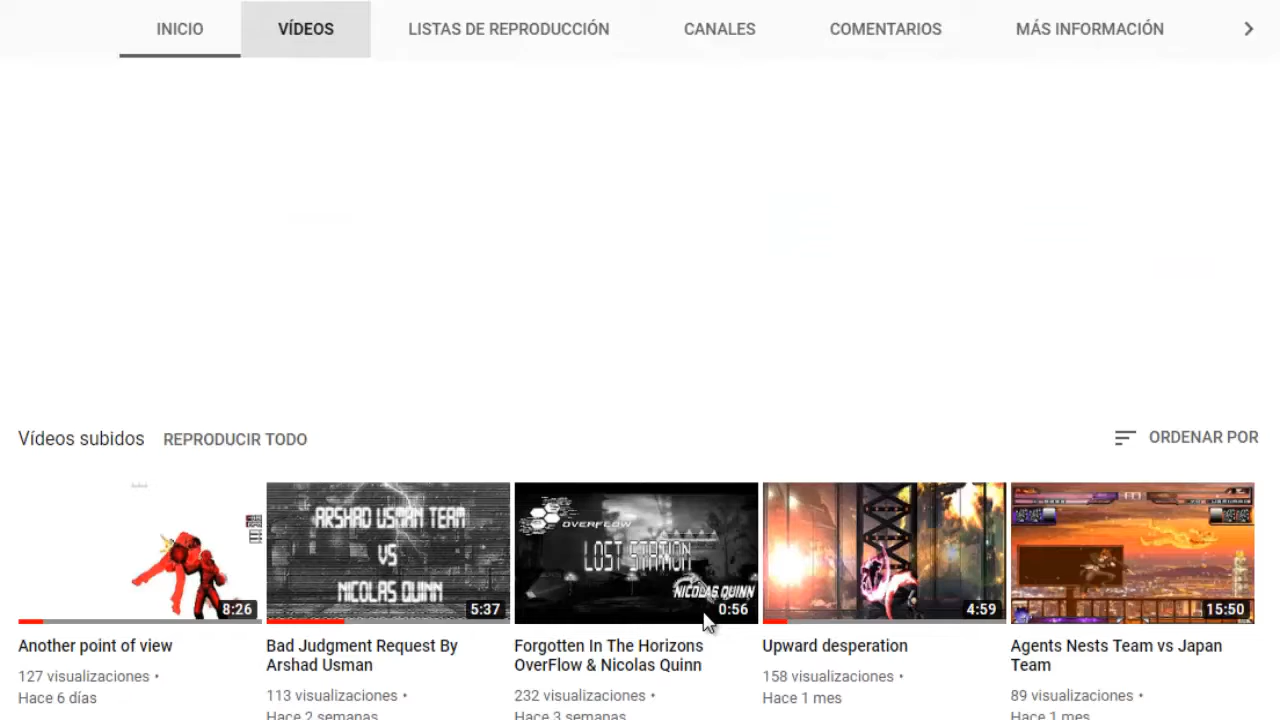 INICIO VÍDEOS LISTAS DE REPRODUCCIÓN CANALES COMENTARIOS MÁS INFORMACIÓN
Vídeos subidos REPRODUCIR TODO ORDENAR POR
ARSHAD USMAN TEAM
VS
NICOLAS QUINN
OVERFLOW
LOST STATION
NICOLAS QUINN
8:26 5:37 0:56 4:59 15:50
Another point of view
127 visualizaciones •
Hace 6 días
Bad Judgment Request By
Arshad Usman
113 visualizaciones •
Hace 2 semanas
Forgotten In The Horizons
OverFlow & Nicolas Quinn
232 visualizaciones •
Hace 3 semanas
Upward desperation
158 visualizaciones •
Hace 1 mes
Agents Nests Team vs Japan
Team
89 visualizaciones •
Hace 1 mes